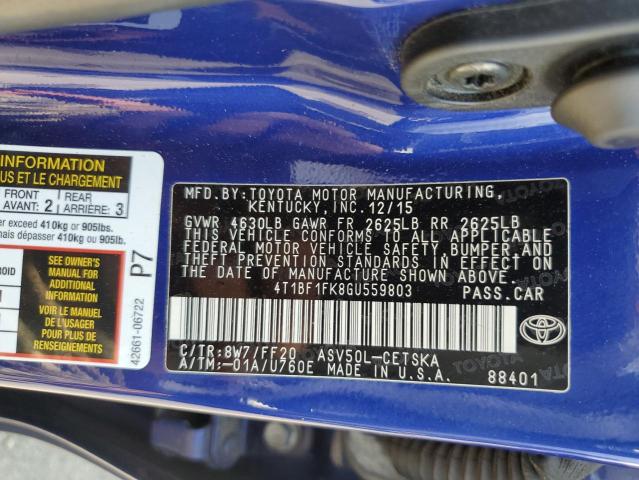 INFORMATION
US ET LE CHARGEMENT
FRONT
AVANT: 2
REAR
ARRIÈRE: 3
er exceed 410kg or 905lbs.
mais dépasser 410kg ou 905lb.
SEE OWNER'S
MANUAL FOR
ADDITIONAL
INFORMATION
VOIR LE MANUEL
DE L'USAGER
POUR PLUS DE
P7
42661-06722
MFD. BY: TOYOTA MOTOR MANUFACTURING,
KENTUCKY, INC. 12/15
GVWR 4630LB GAWR FR 2625LB RR 2625LB
THIS VEHICLE CONFORMS TO ALL APPLICABLE
FEDERAL MOTOR VEHICLE SAFETY, BUMPER AND
THEFT PREVENTION STANDARDS IN EFFECT ON
THE DATE OF MANUFACTURE SHOWN ABOVE.
4T1BF1FK8GU559803 PASS.CAR
C/TR: 8W7/FF20 ASV50L-CETSKA
A/TM: -01A/U760E MADE IN U.S.A.
88401
TOYOTA